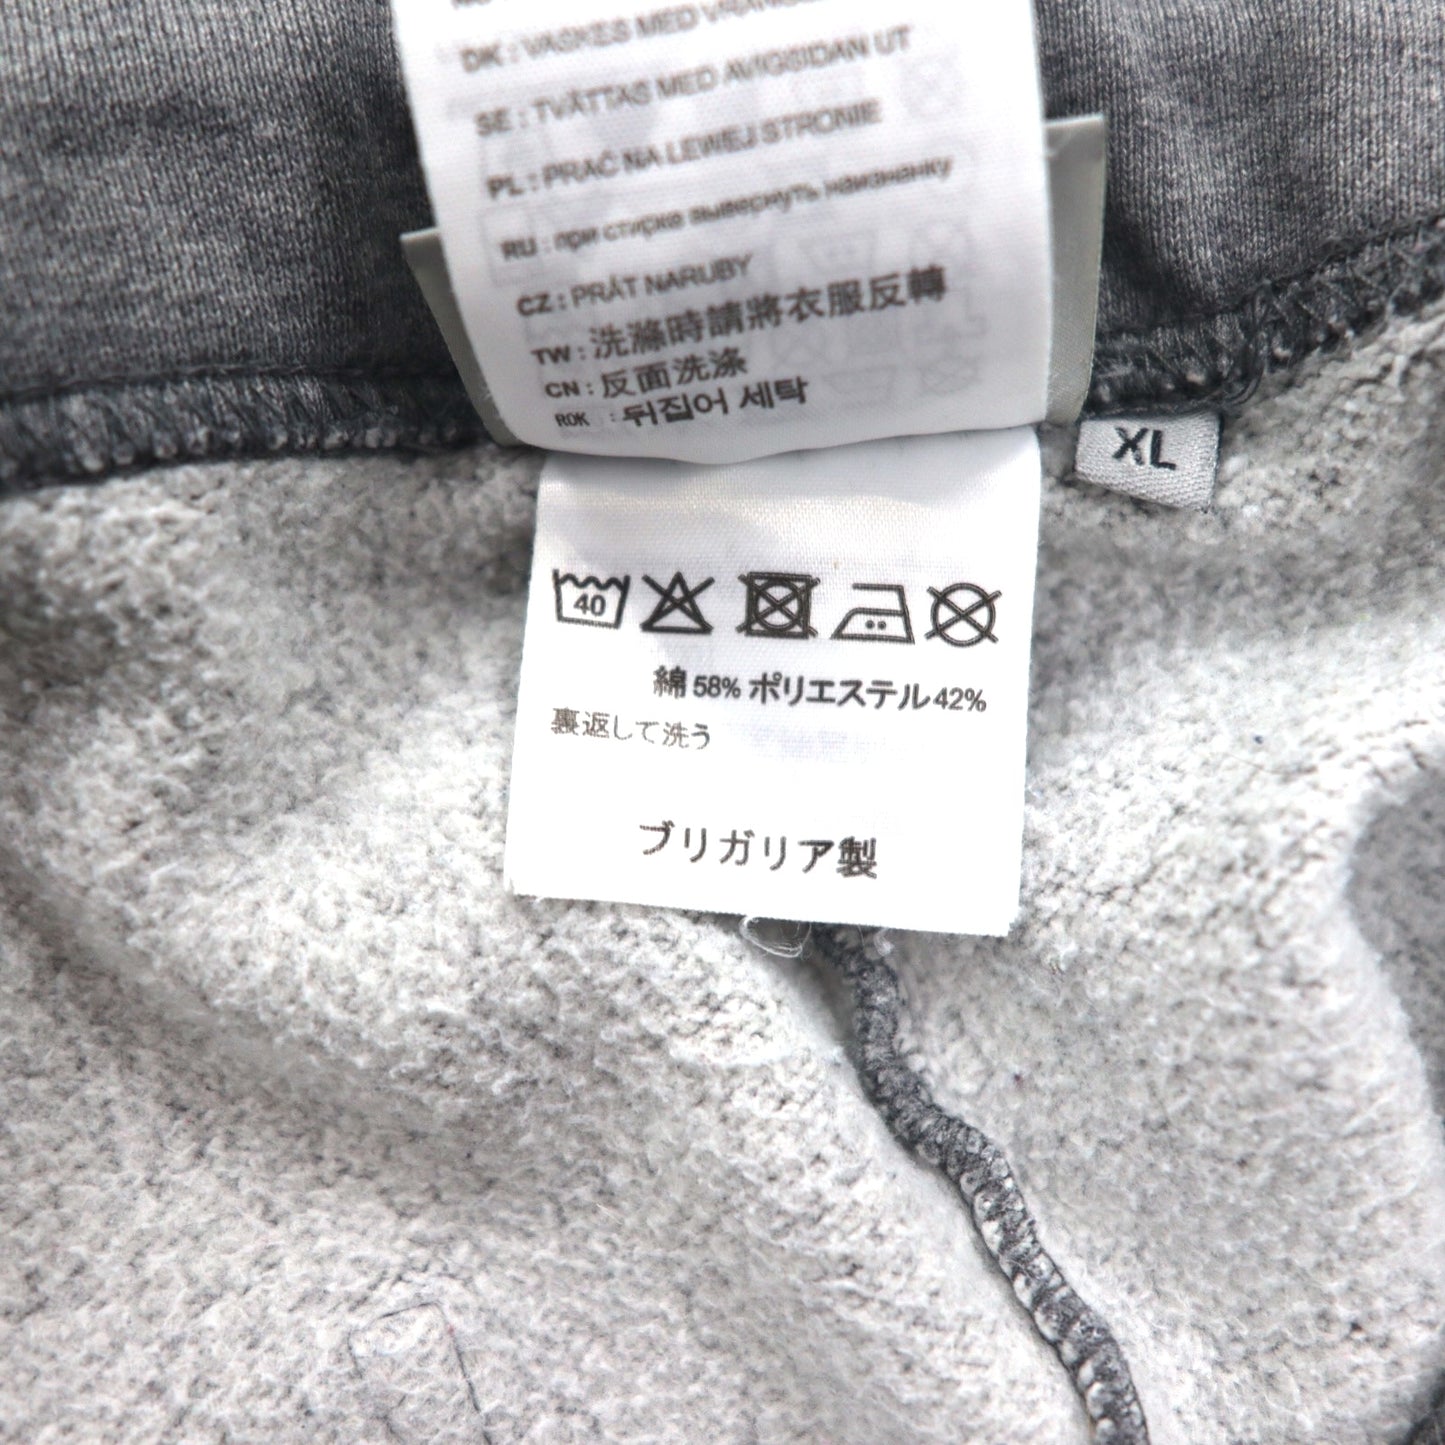 DK : VASKES MED
SE : TVÄTTAS MED AVIGSIDAN UT
PL : PRAĆ NA LEWEJ STRONIE
RU : при стирке вывернуть наизнанку
CZ : PRÁT NARUBY
TW : 洗滌時請將衣服反轉
CN : 反面洗涤
ROK : 뒤집어 세탁
XL
40
綿 58% ポリエステル 42%
裏返して洗う
ブリガリア製